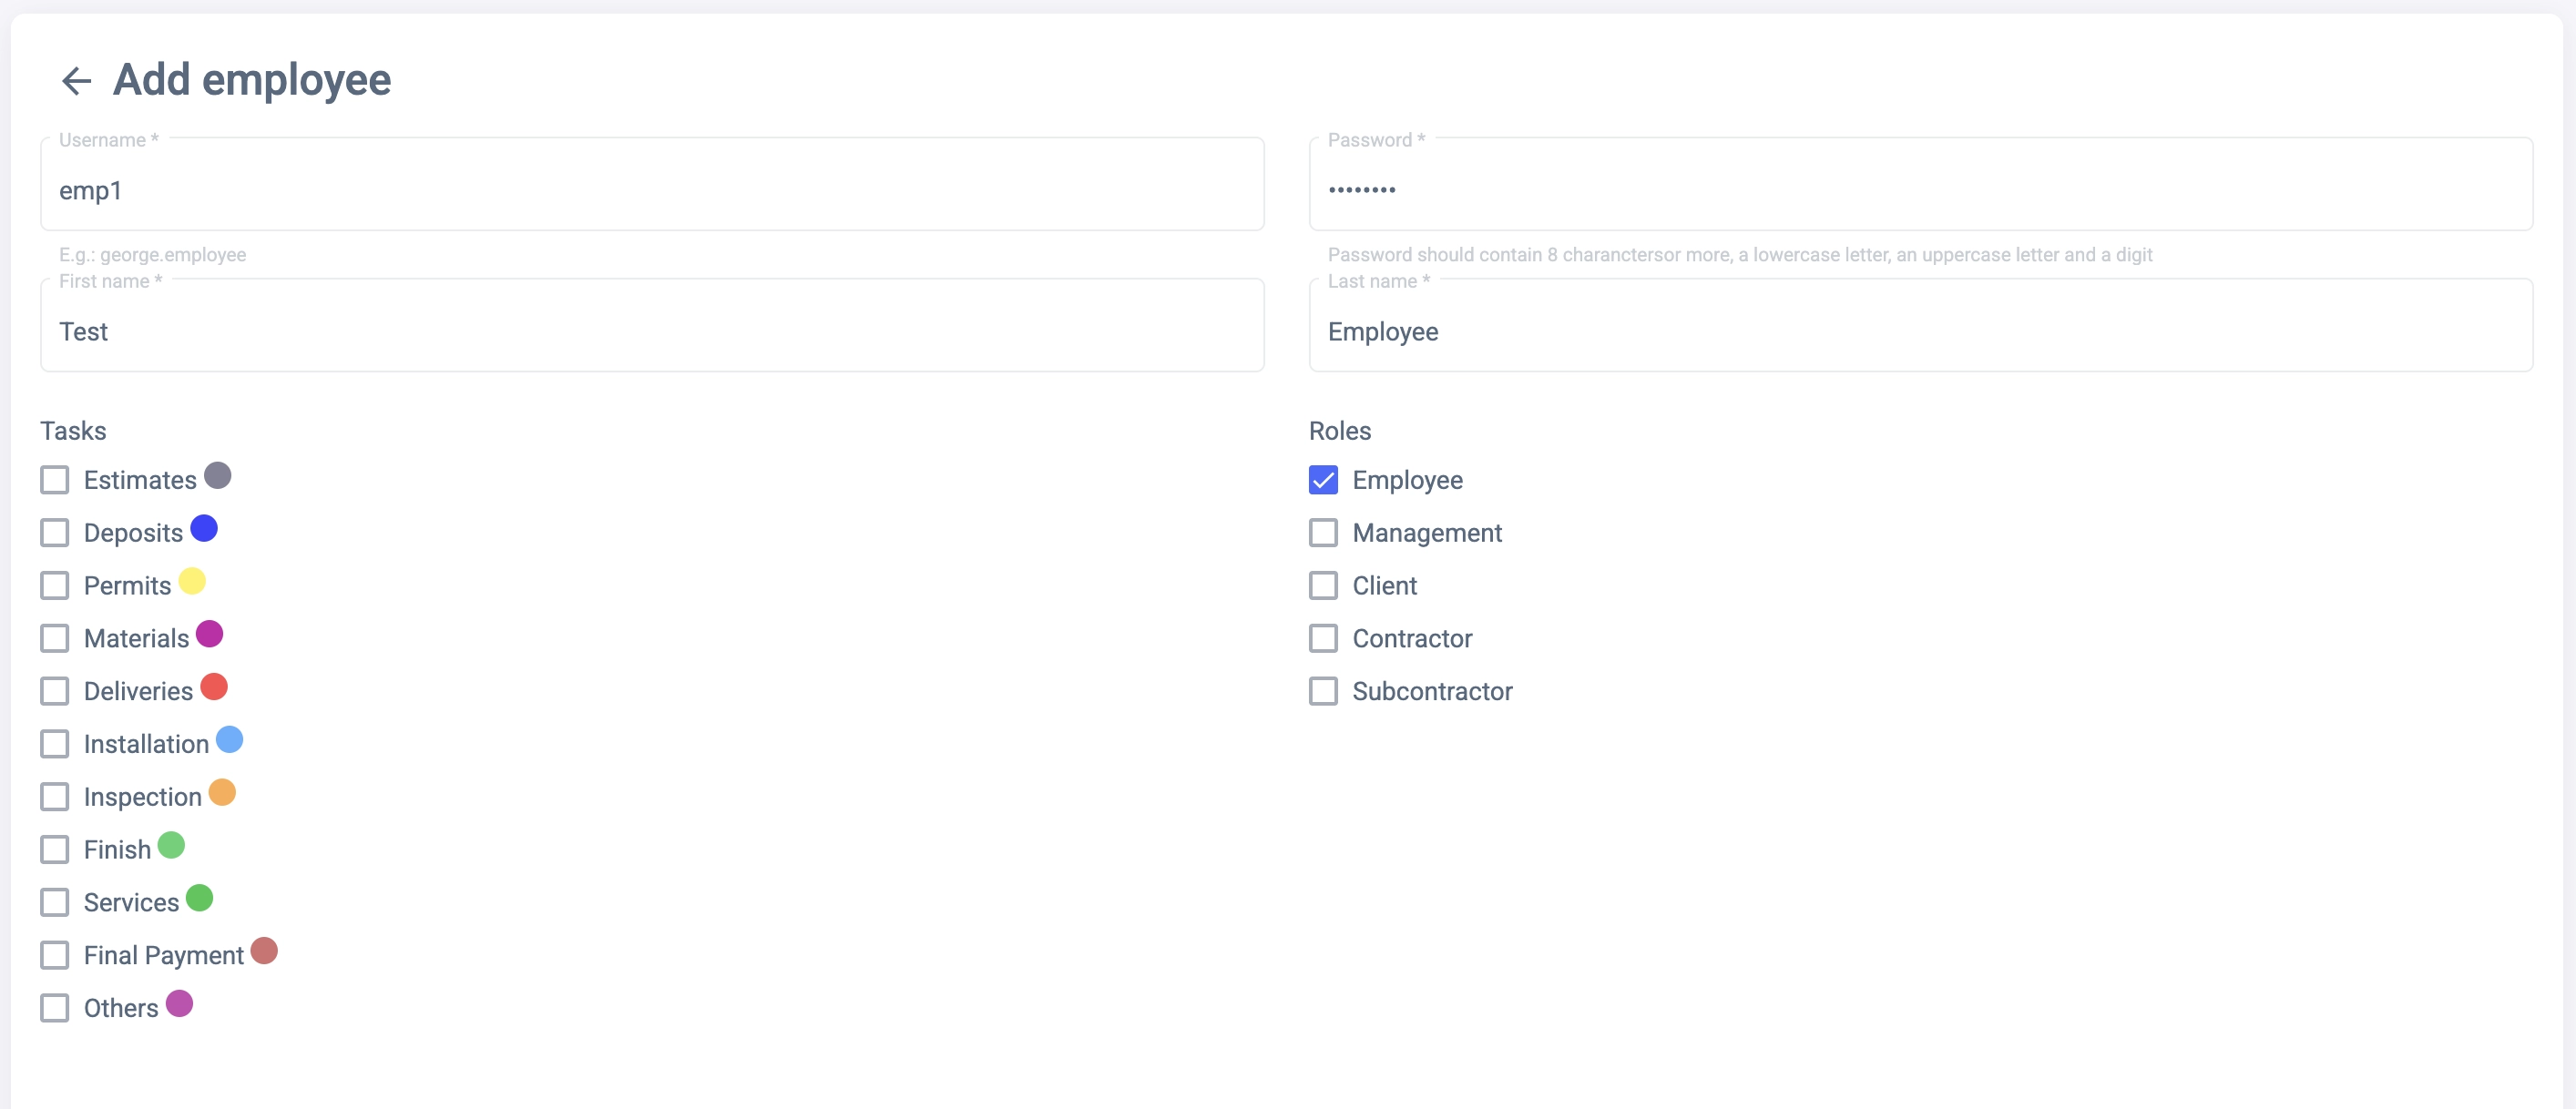 Add employee
Username *
emp1
E.g.: george.employee
Password *
••••••••
Password should contain 8 charanctersor more, a lowercase letter, an uppercase letter and a digit
First name *
Test
Last name *
Employee
Tasks
Estimates
Deposits
Permits
Materials
Deliveries
Installation
Inspection
Finish
Services
Final Payment
Others
Roles
Employee
Management
Client
Contractor
Subcontractor